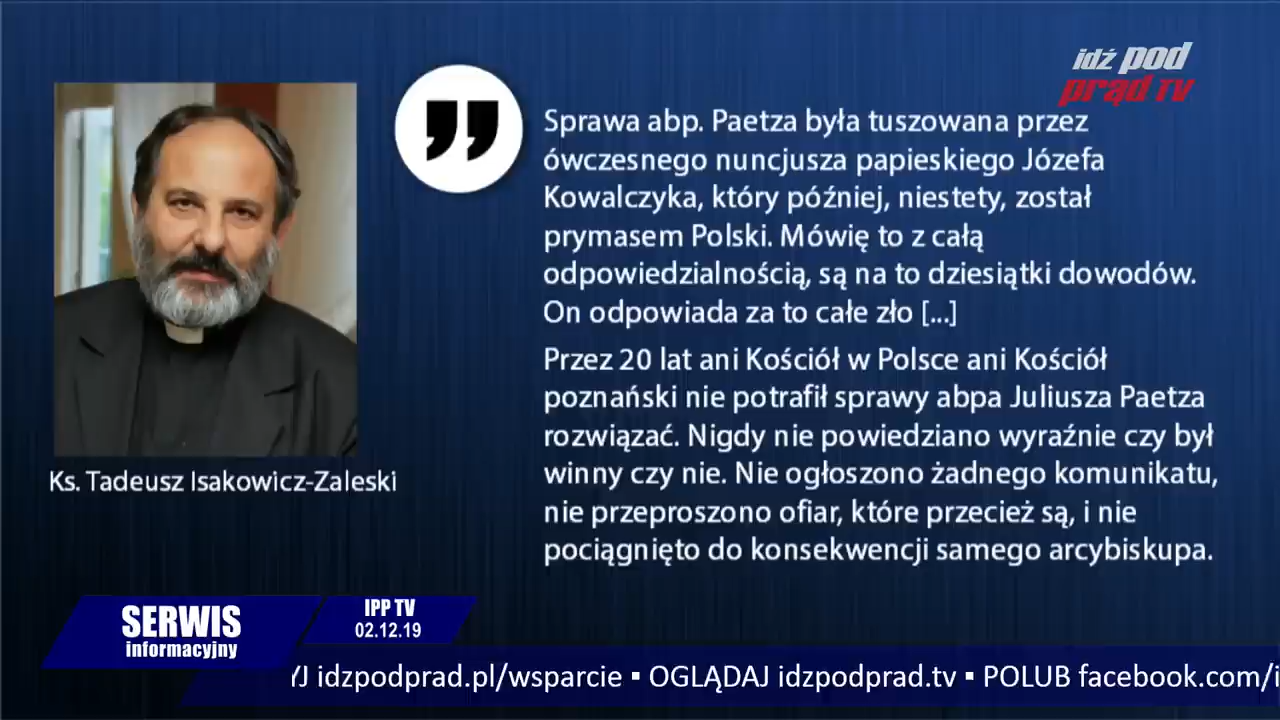 idź pod
prąd TV
Sprawa abp. Paetza była tuszowana przez
ówczesnego nuncjusza papieskiego Józefa
Kowalczyka, który później, niestety, został
prymasem Polski. Mówię to z całą
odpowiedzialnością, są na to dziesiątki dowodów.
On odpowiada za to całe zło [...]
Przez 20 lat ani Kościół w Polsce ani Kościół
poznański nie potrafił sprawy abpa Juliusza Paetza
rozwiązać. Nigdy nie powiedziano wyraźnie czy był
winny czy nie. Nie ogłoszono żadnego komunikatu,
nie przeproszono ofiar, które przecież są, i nie
pociągnięto do konsekwencji samego arcybiskupa.
Ks. Tadeusz Isakowicz-Zaleski
SERWIS
informacyjny
IPP TV
02.12.19
idzpodprad.pl/wsparcie ▪ OGLĄDAJ idzpodprad.tv ▪ POLUB facebook.com/i